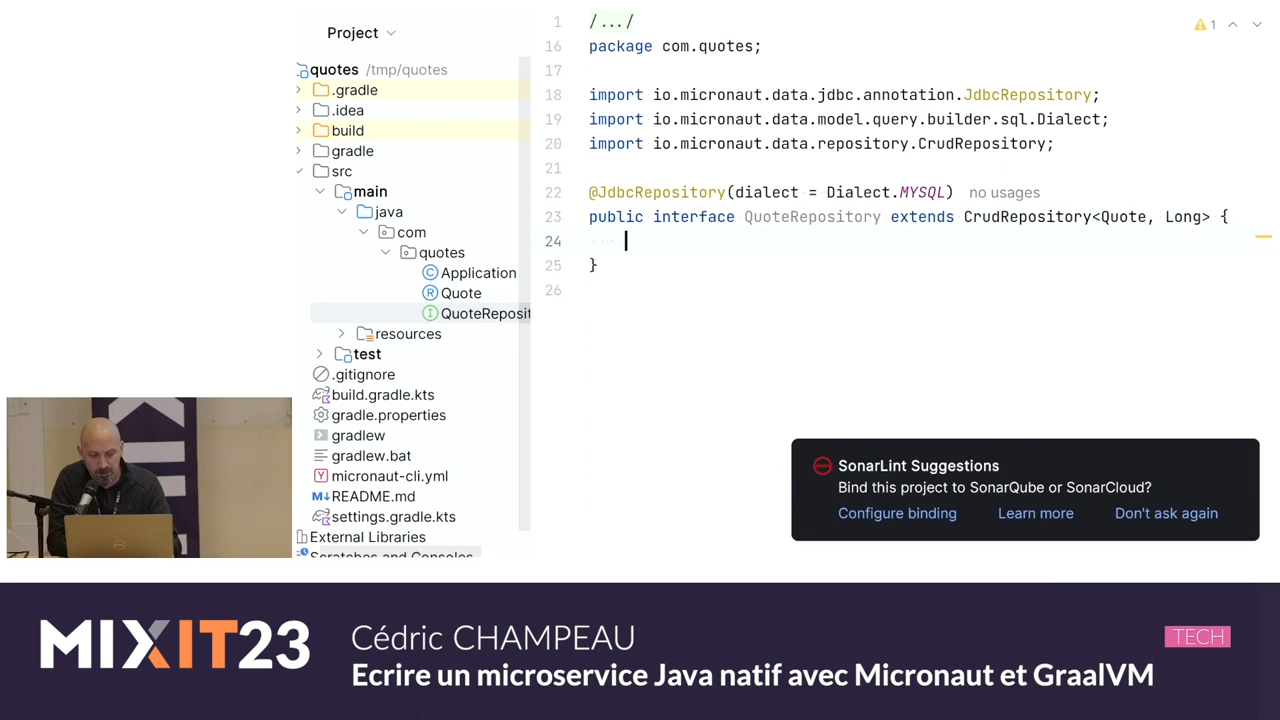 Project
quotes /tmp/quotes
.gradle
.idea
build
gradle
src
main
java
com
quotes
Application
Quote
QuoteReposit
resources
test
.gitignore
build.gradle.kts
gradle.properties
gradlew
gradlew.bat
micronaut-cli.yml
README.md
settings.gradle.kts
External Libraries
Scratches and Consoles
1 /.../
16 package com.quotes;
17
18 import io.micronaut.data.jdbc.annotation.JdbcRepository;
19 import io.micronaut.data.model.query.builder.sql.Dialect;
20 import io.micronaut.data.repository.CrudRepository;
21
22 @JdbcRepository(dialect = Dialect.MYSQL) no usages
23 public interface QuoteRepository extends CrudRepository<Quote, Long> {
24
25 }
26
1
SonarLint Suggestions
Bind this project to SonarQube or SonarCloud?
Configure binding Learn more Don't ask again
MIXIT23
Cédric CHAMPEAU
TECH
Ecrire un microservice Java natif avec Micronaut et GraalVM